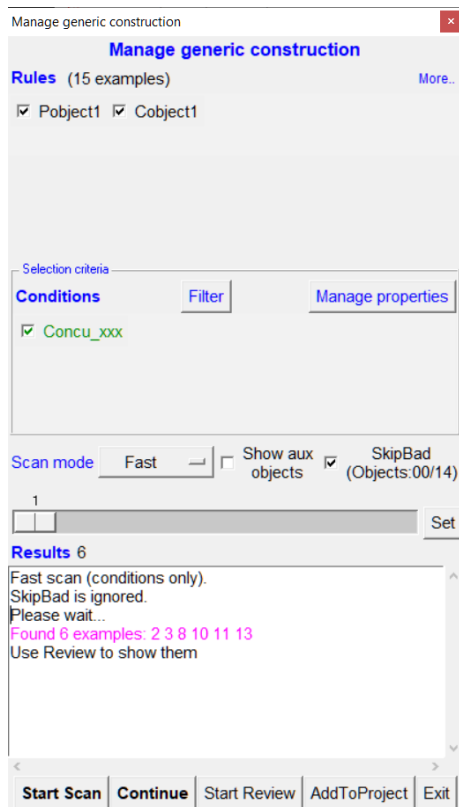 Manage generic construction
Manage generic construction
Rules (15 examples) More..
Pobject1 Cobject1
Selection criteria
Conditions Filter Manage properties
Concu_xxx
Scan mode Fast Show aux objects SkipBad (Objects:00/14)
1
Set
Results 6
Fast scan (conditions only).
SkipBad is ignored.
Please wait...
Found 6 examples: 2 3 8 10 11 13
Use Review to show them
Start Scan Continue Start Review AddToProject Exit